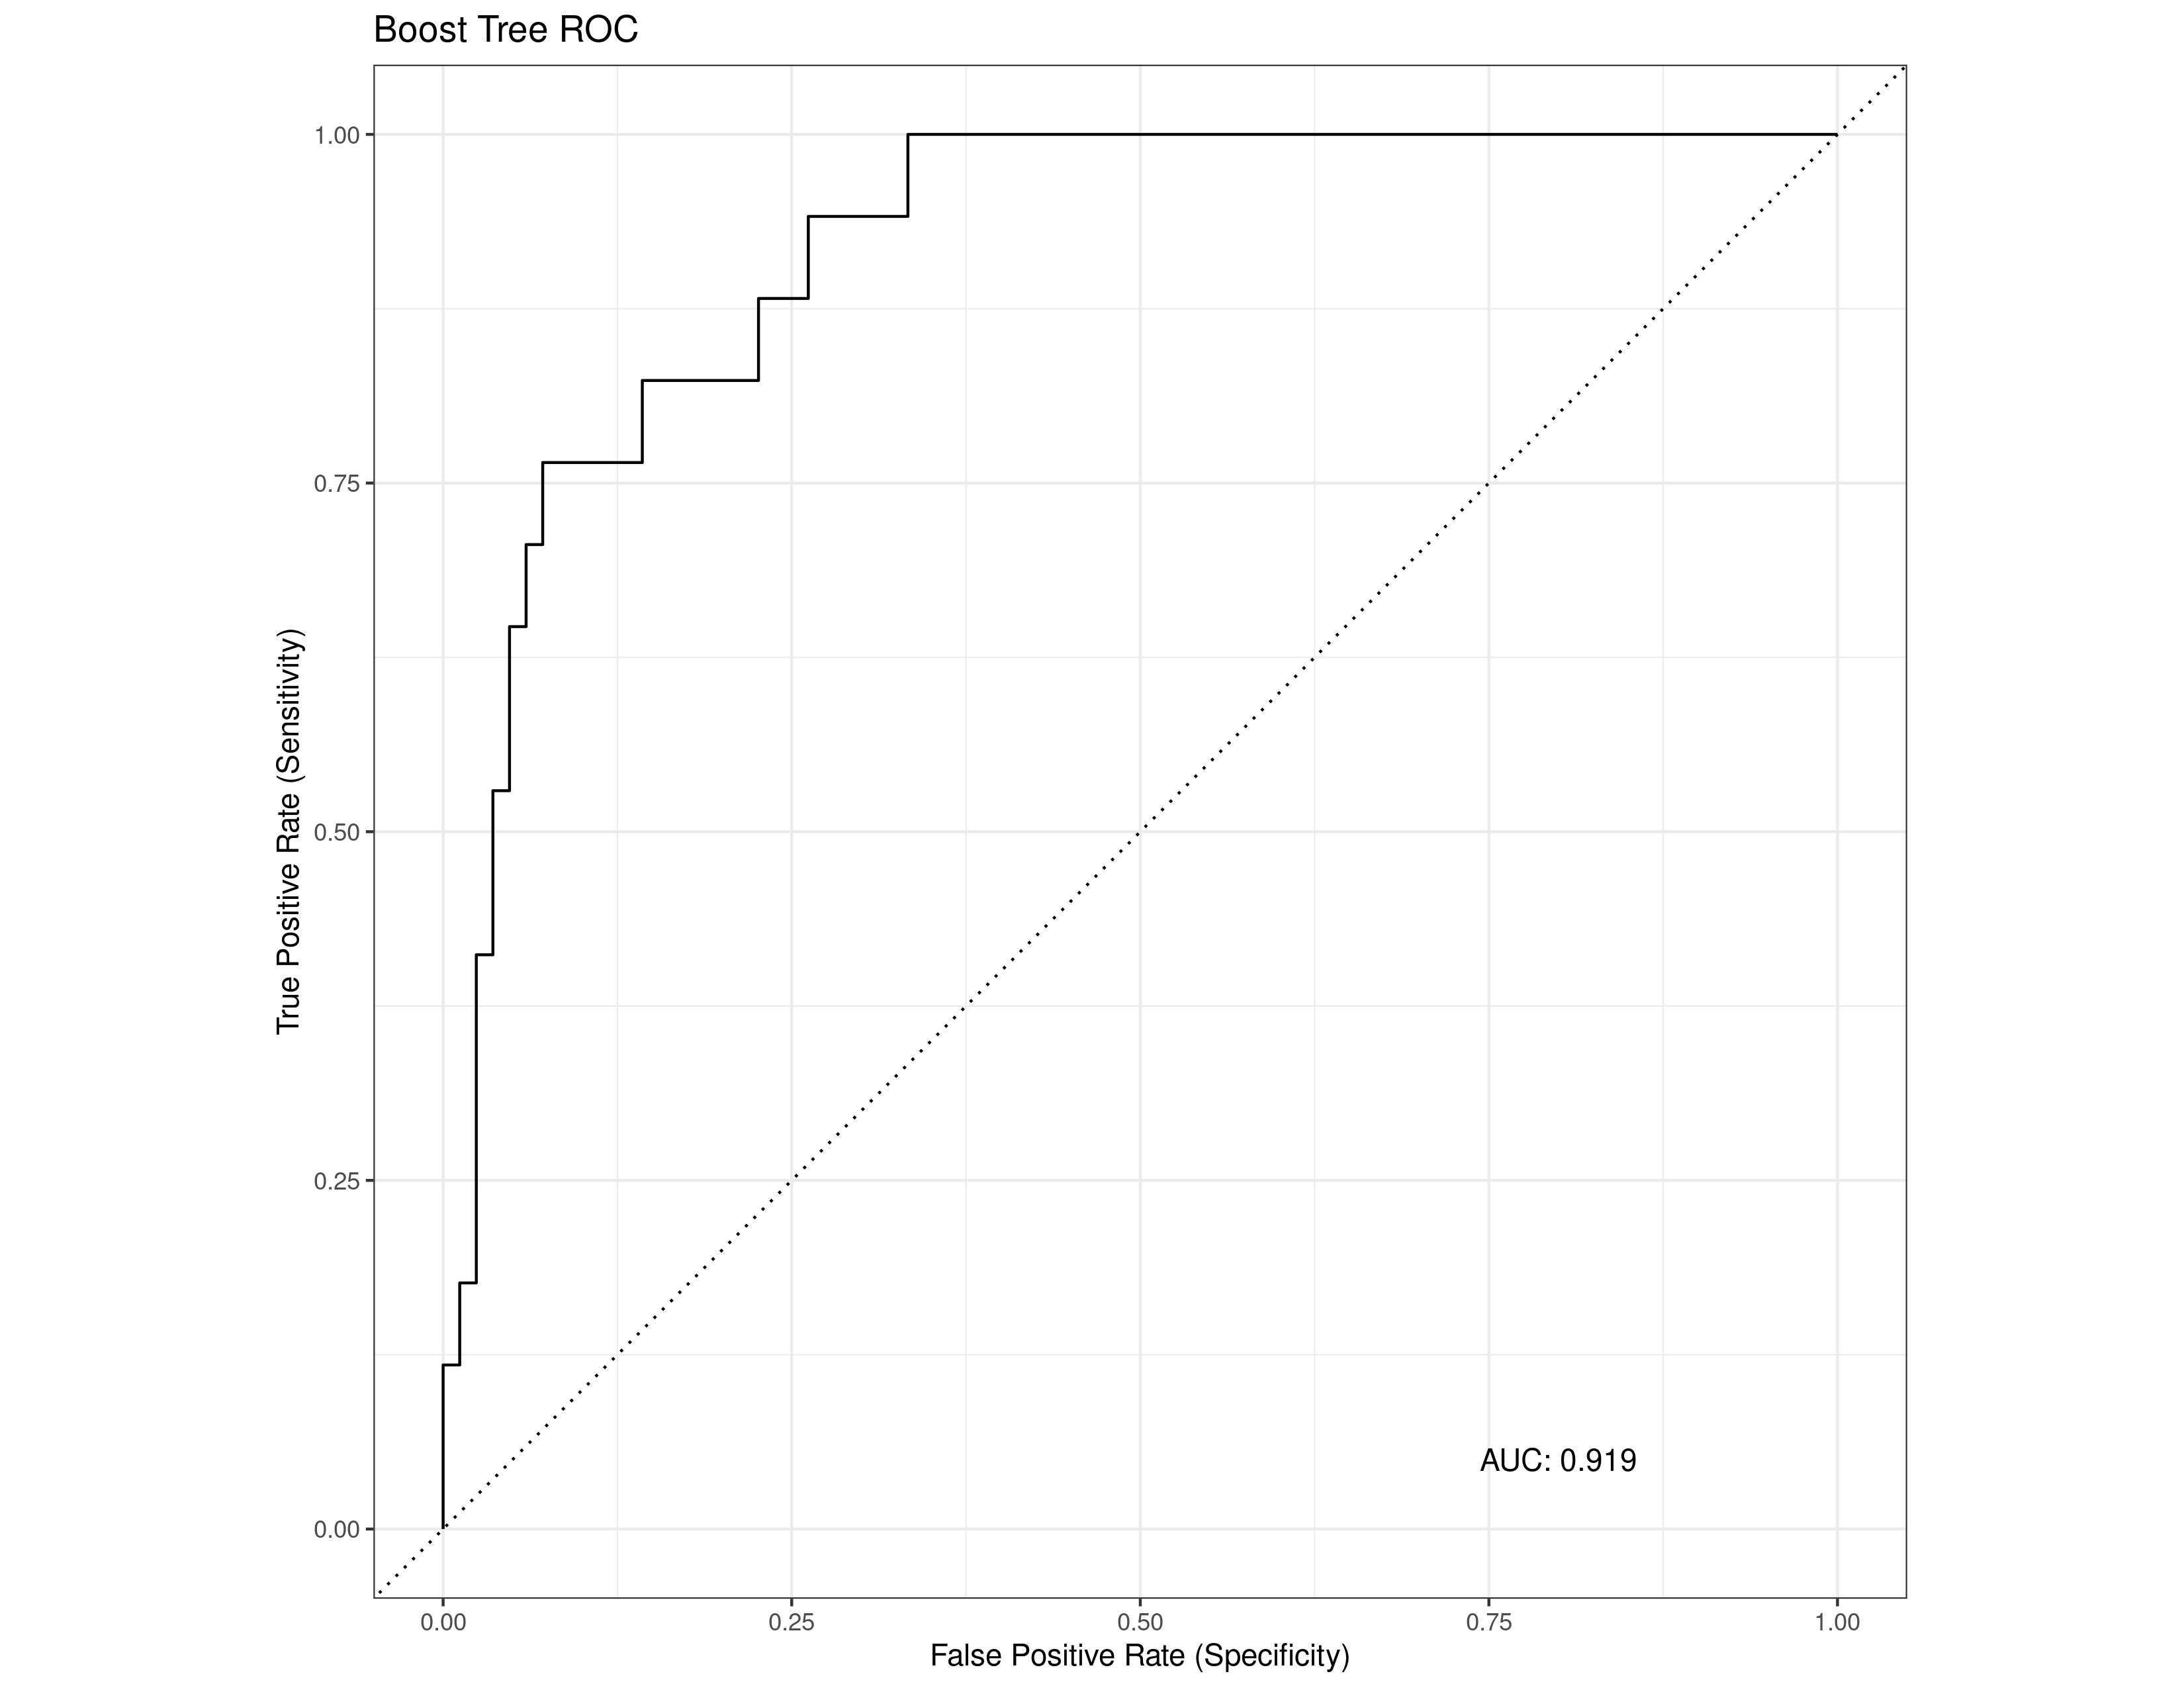 Boost Tree ROC
True Positive Rate (Sensitivity)
1.00
0.75
0.50
0.25
0.00
AUC: 0.919
0.00 0.25 0.50 0.75 1.00
False Positive Rate (Specificity)